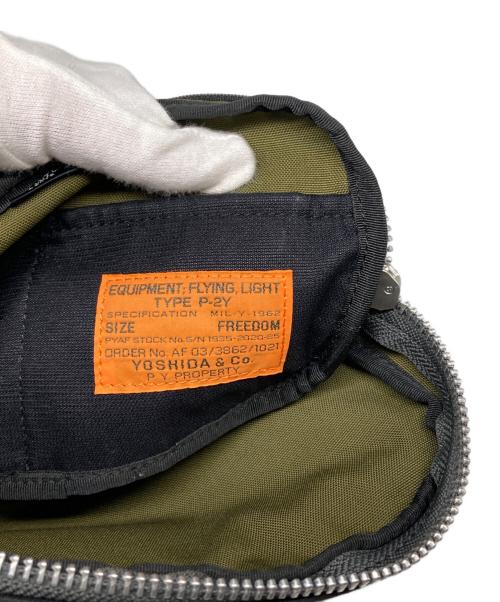 EQUIPMENT; FLYING, LIGHT
TYPE P-2Y
SPECIFICATION MIL-Y-1962
SIZE FREEDOM
PYAF STOCK No. S/N 1935-2020-85
ORDER No. AF 03/3862/1021
YOSHIDA & Co.
P Y PROPERTY